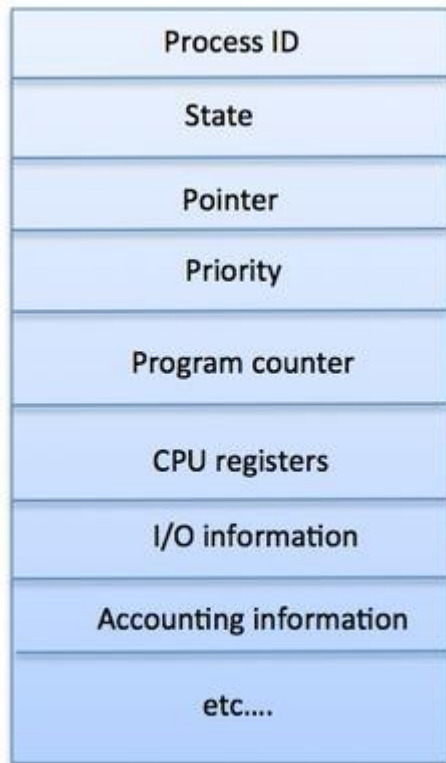 Process ID
State
Pointer
Priority
Program counter
CPU registers
I/O information
Accounting information
etc....